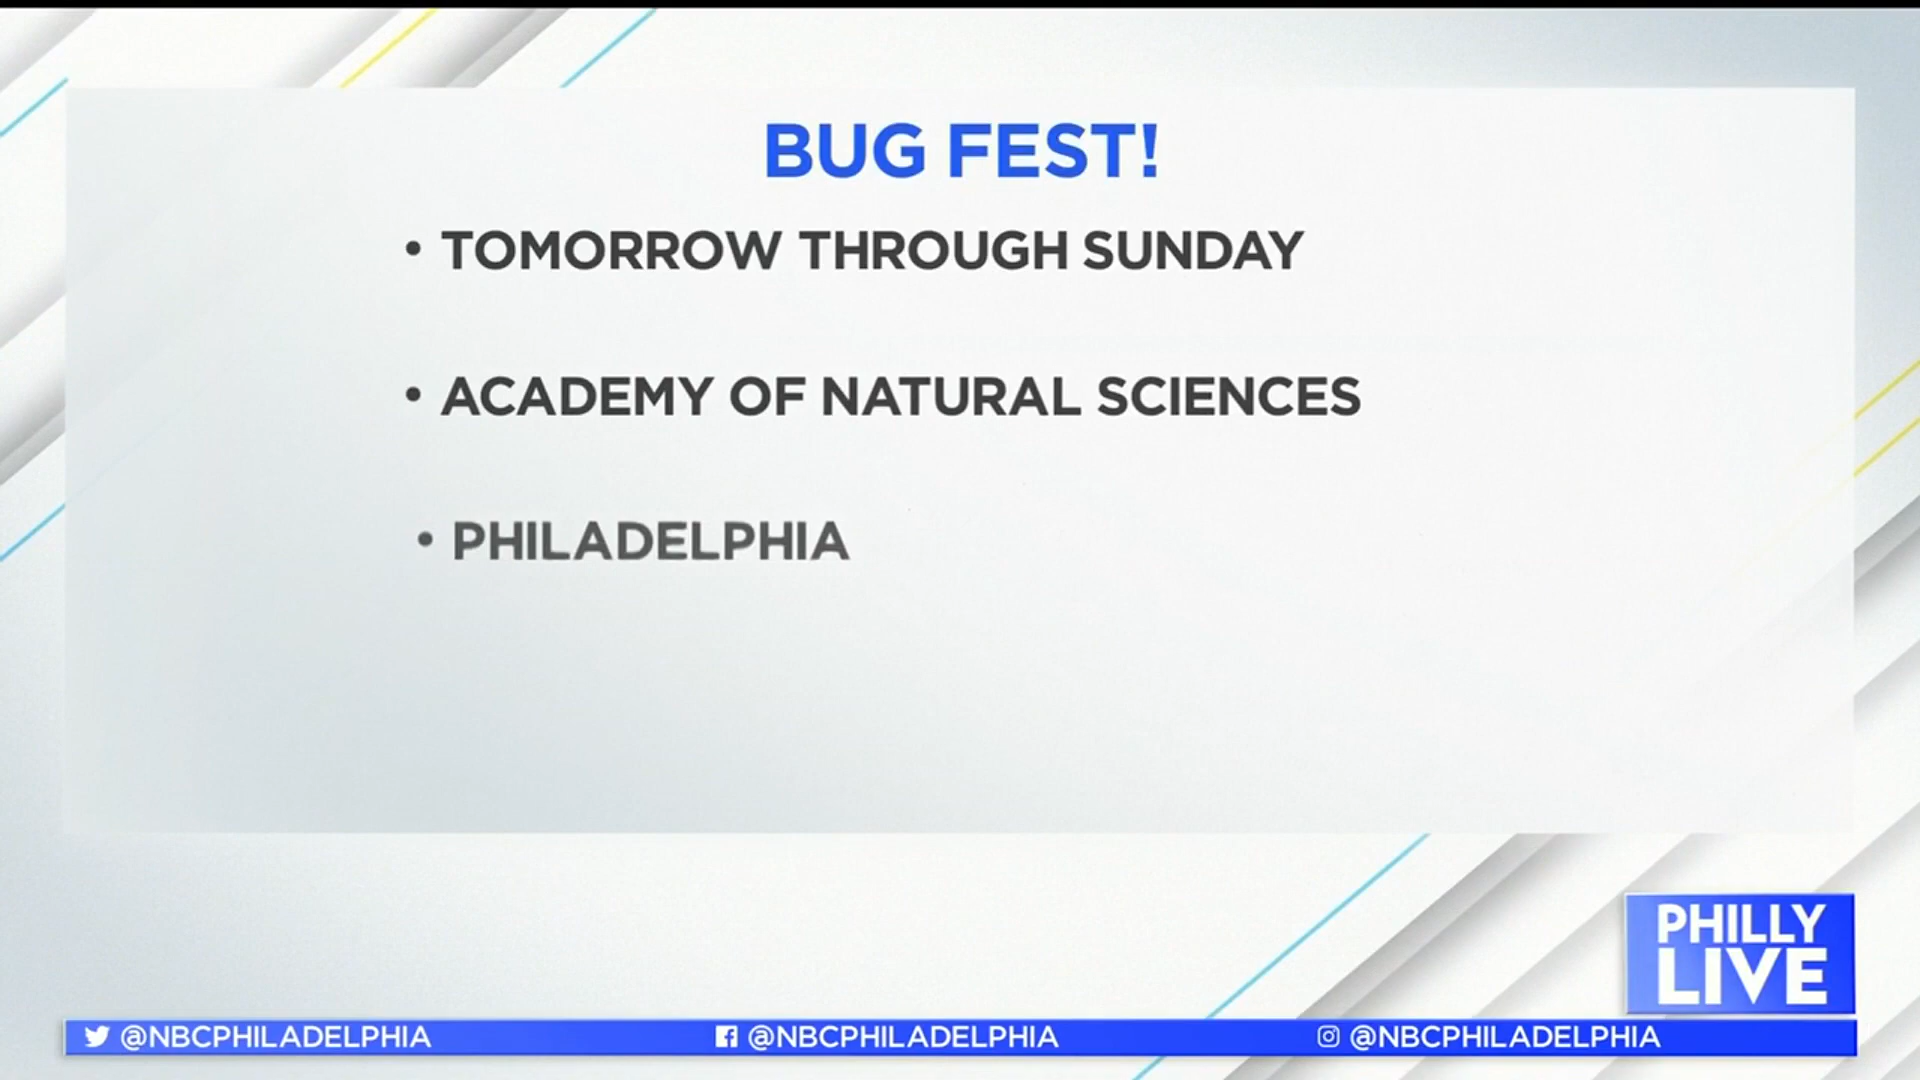 BUG FEST!
• TOMORROW THROUGH SUNDAY
• ACADEMY OF NATURAL SCIENCES
• PHILADELPHIA
PHILLY
LIVE
@NBCPHILADELPHIA @NBCPHILADELPHIA @NBCPHILADELPHIA